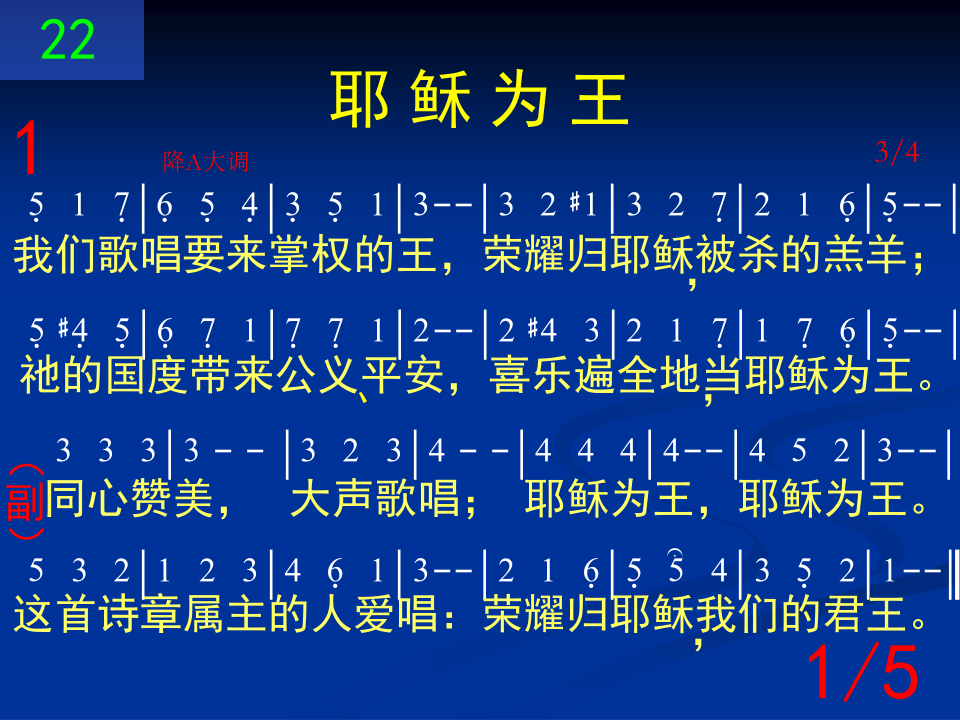 22
耶稣为王
1
降A大调
3/4
5̣ 1 7̣|6̣ 5̣ 4̣|3̣ 5̣ 1|3--|3 2 #1|3 2 7̣|2 1 6̣|5̣--|
我们歌唱要来掌权的王，荣耀归耶稣，被杀的羔羊；
5̣ #4̣ 5̣|6̣ 7̣ 1|7̣ 7̣ 1|2--|2 #4 3|2 1 7̣|1 7̣ 6̣|5̣--|
祂的国度带来公义、平安，喜乐遍全地，当耶稣为王。
3 3 3|3 - - |3 2 3|4 - -|4 4 4|4--|4 5 2|3--|
（副）同心赞美， 大声歌唱； 耶稣为王，耶稣为王。
5 3 2|1 2 3|4 6̣ 1|3--|2 1 6̣|5̣ 5̣ 4|3 5̣ 2|1--‖
这首诗章属主的人爱唱：荣耀归耶稣，我们的君王。
1/5